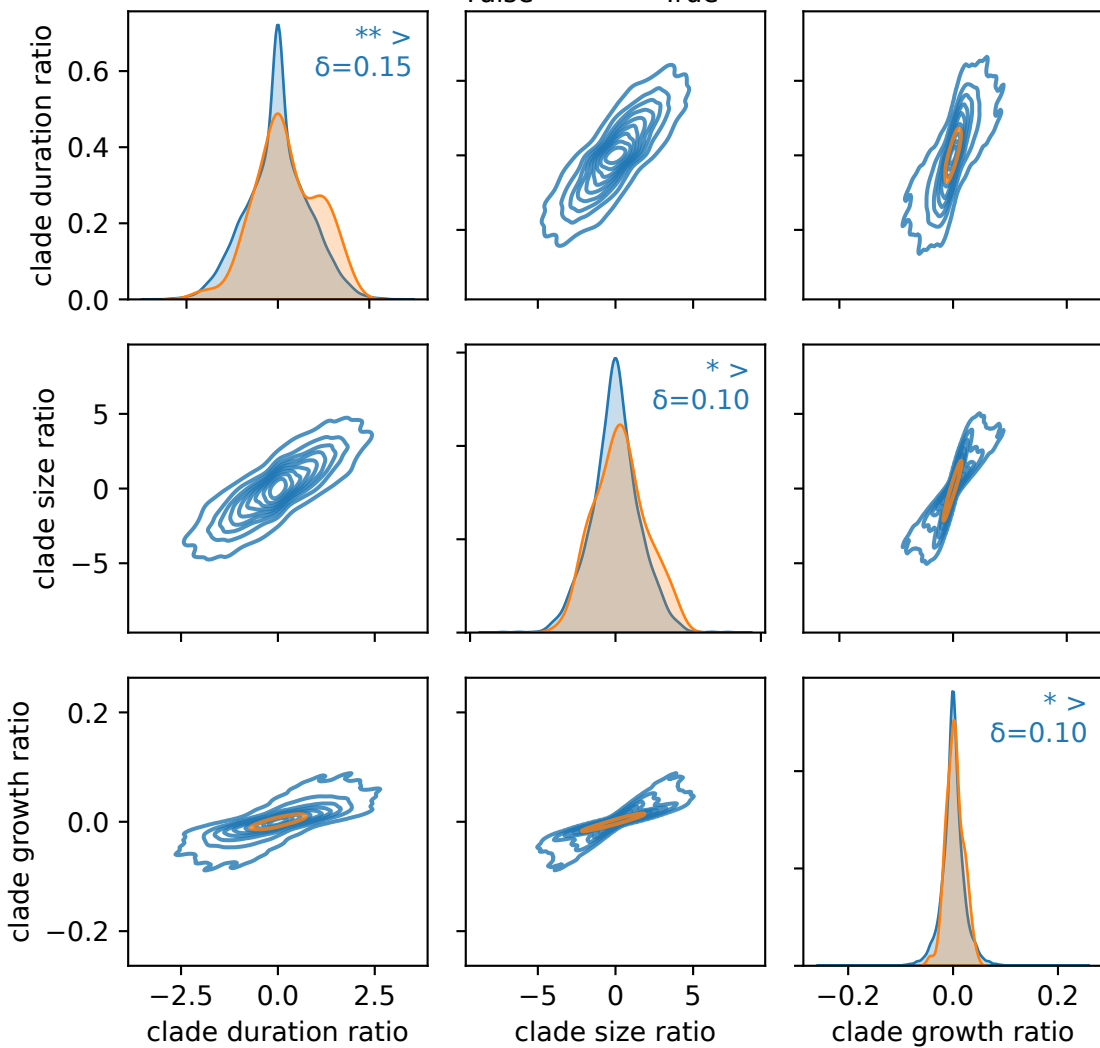 clade duration ratio
0.6
0.4
0.2
0.0
** >
δ=0.15
clade size ratio
5
0
−5
* >
δ=0.10
clade growth ratio
0.2
0.0
−0.2
* >
δ=0.10
−2.5 0.0 2.5
−5 0 5
−0.2 0.0 0.2
clade duration ratio
clade size ratio
clade growth ratio